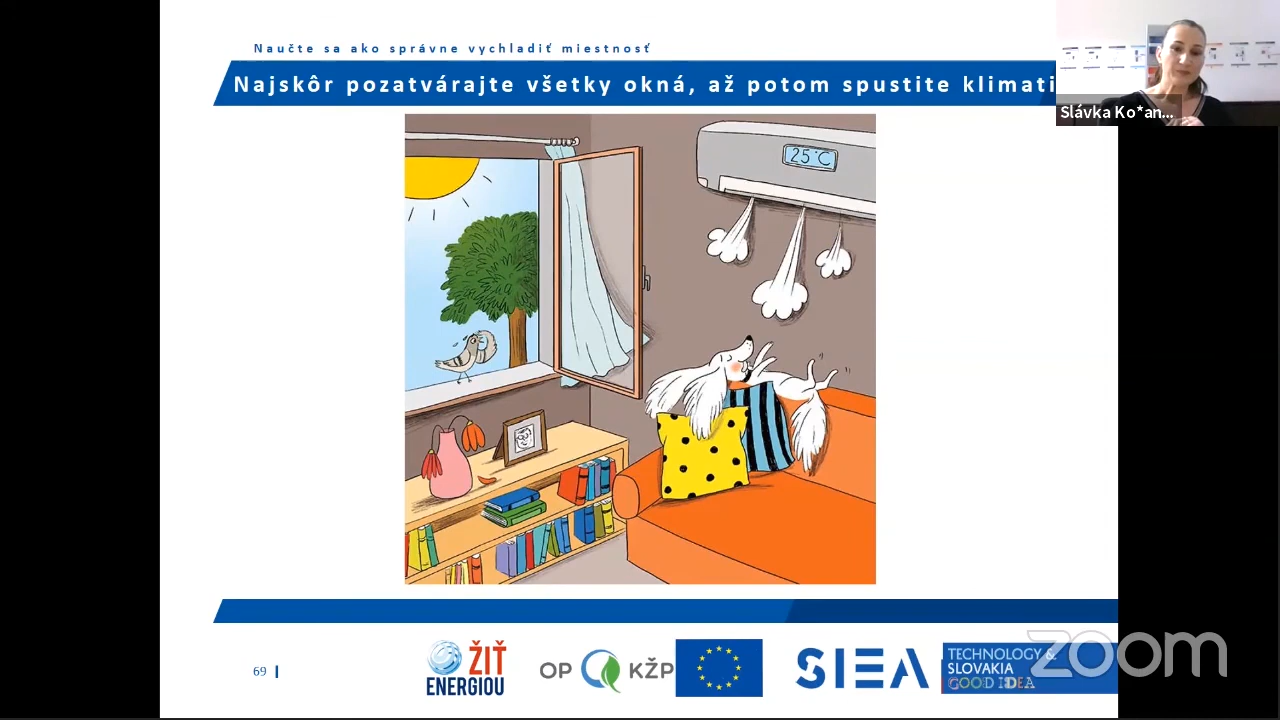 Naučte sa ako správne vychladiť miestnosť
Najskôr pozatvárajte všetky okná, až potom spustite klimati
Slávka Ko*an...
25°C
69
ŽIŤ
ENERGIOU
OP KŽP
SIEA
TECHNOLOGY &
SLOVAKIA
GOOD IDEA
zoom